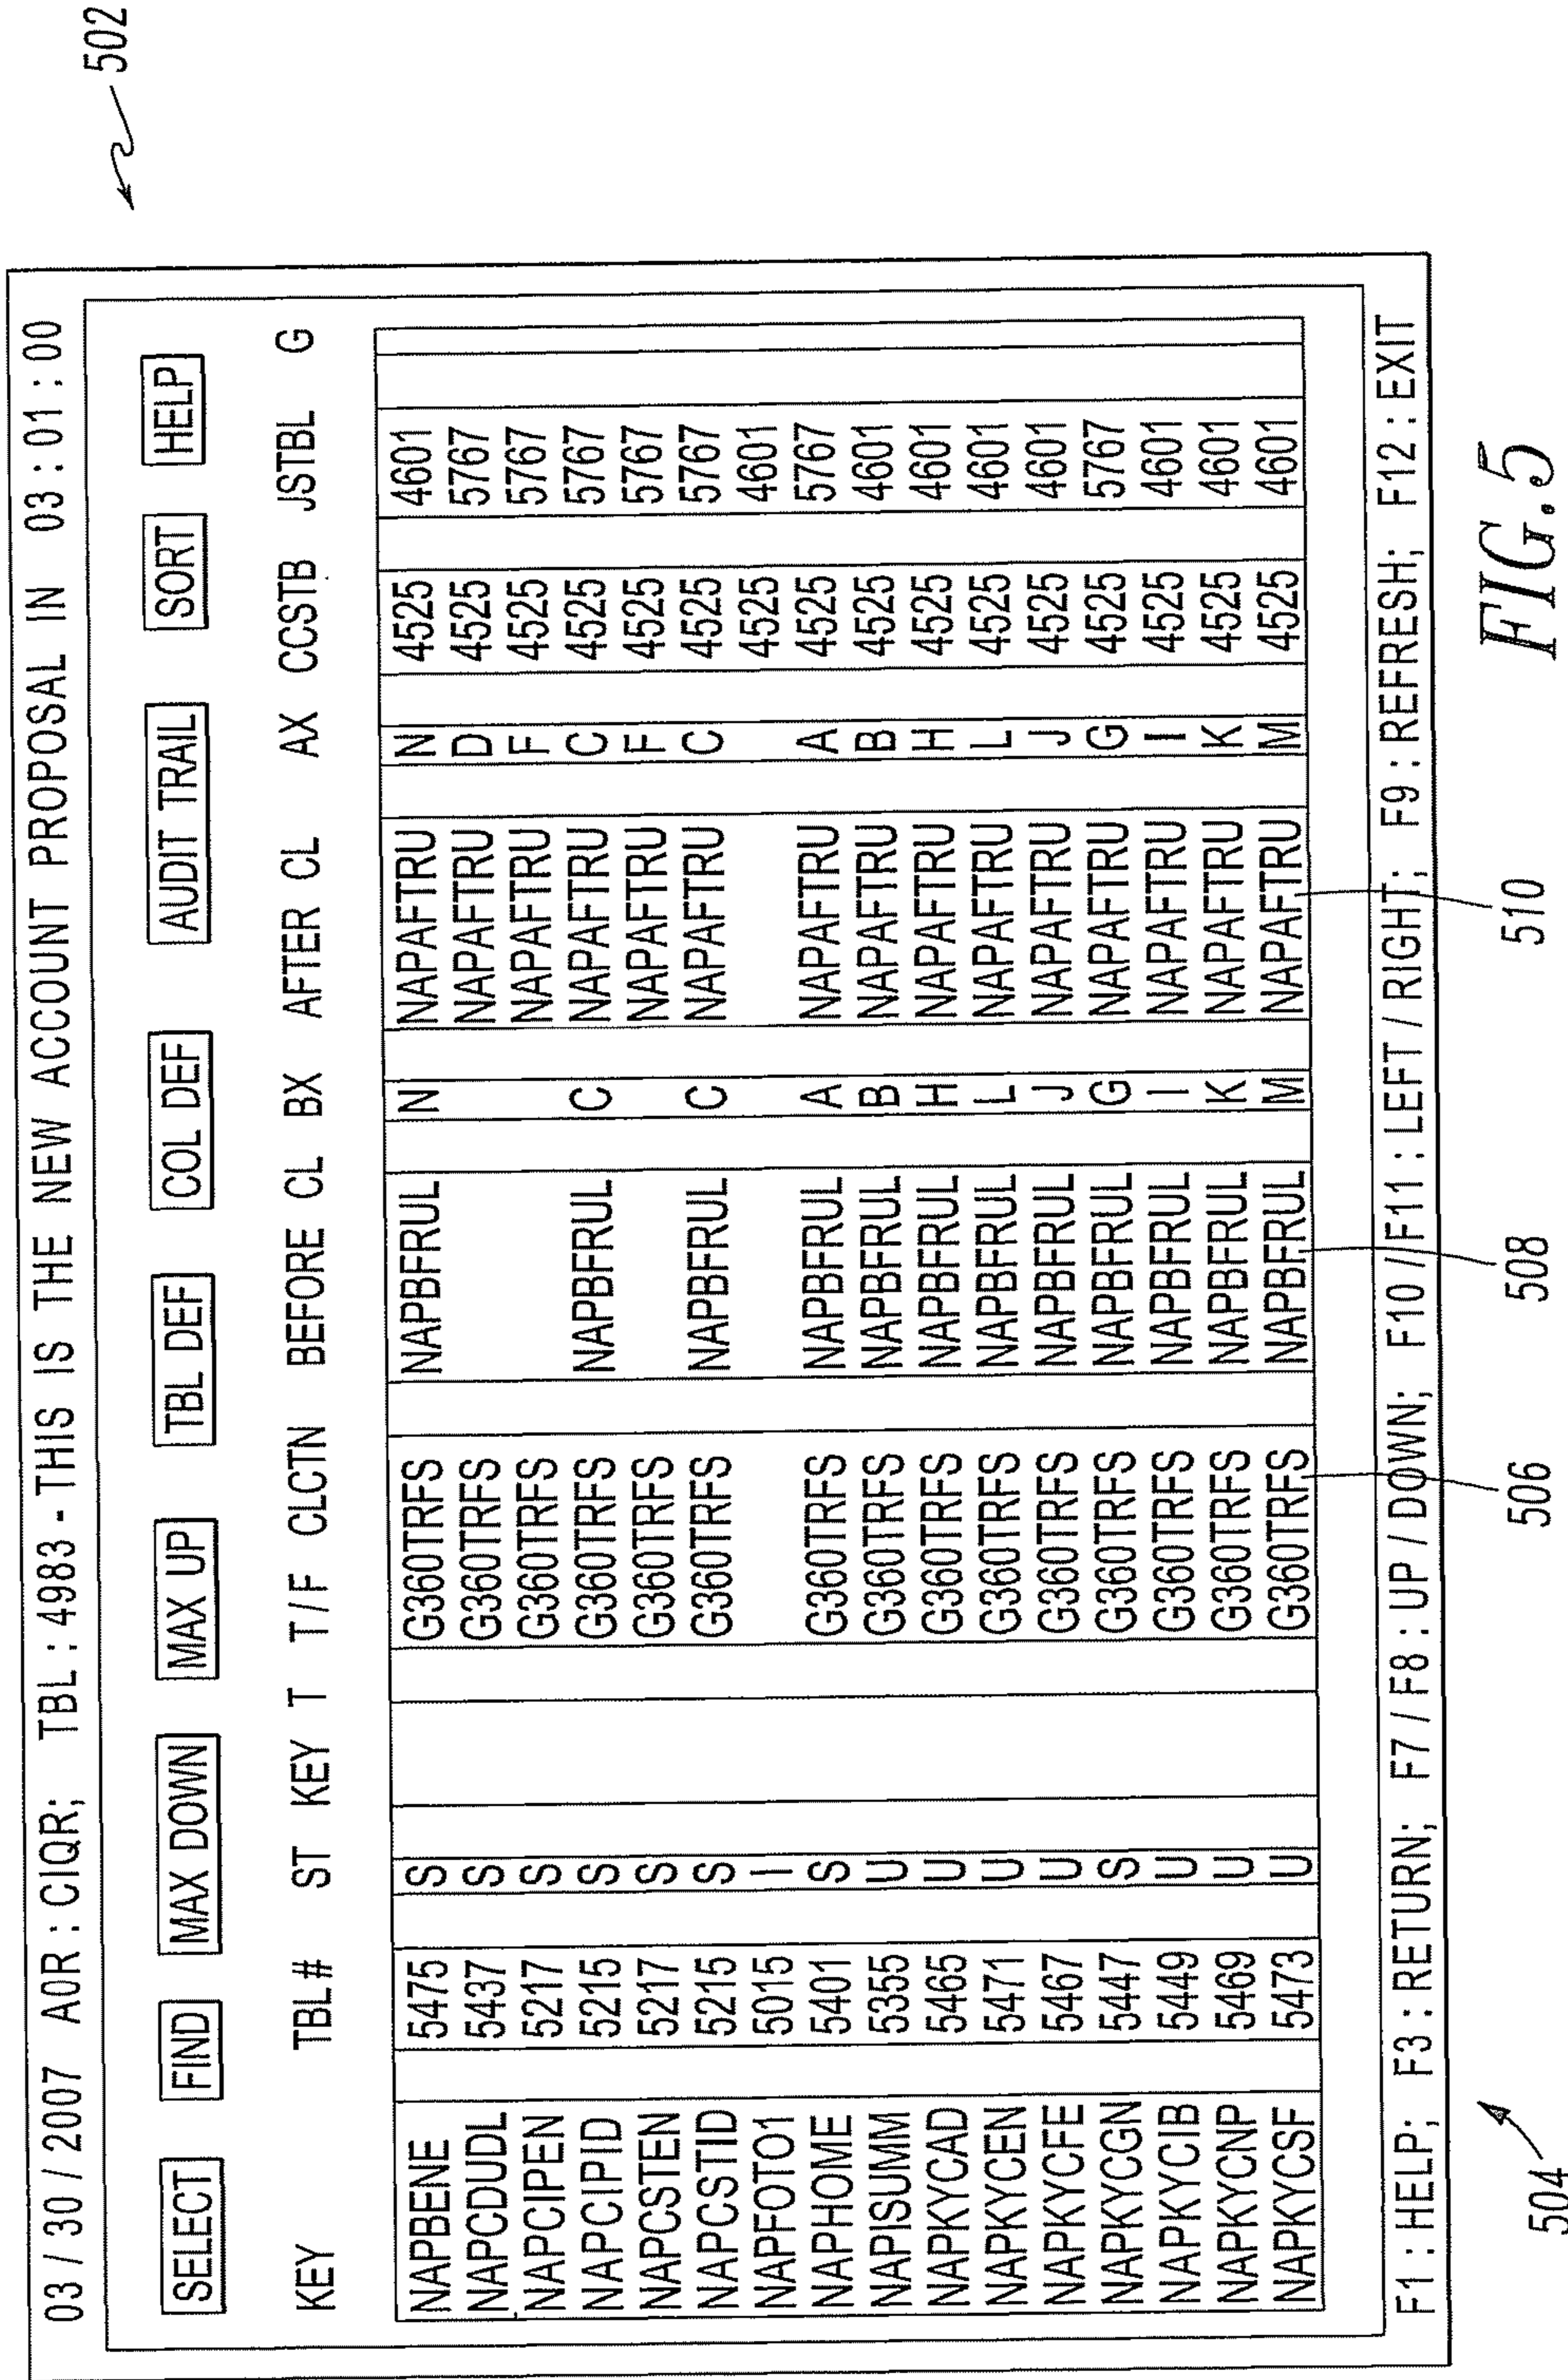 502
03 / 30 / 2007 AOR : CIQR; TBL : 4983 - THIS IS THE NEW ACCOUNT PROPOSAL IN 03 : 01 : 00
SELECT FIND MAX DOWN MAX UP TBL DEF COL DEF AUDIT TRAIL SORT HELP
KEY TBL# ST KEY T T/F CLCTN BEFORE CL BX AFTER CL AX CCSTB JSTBL G
NAPBENE 5475 S G360TRFS NAPBFRUL N NAPAFTRU N 4525 4601
NAPCDUDL 5437 S G360TRFS NAPAFTRU D 4525 5767
NAPCIPEN 5217 S G360TRFS NAPAFTRU F 4525 5767
NAPCIPID 5215 S G360TRFS NAPBFRUL C NAPAFTRU C 4525 5767
NAPCSTEN 5217 S G360TRFS NAPAFTRU F 4525 5767
NAPCSTID 5215 S G360TRFS NAPBFRUL C NAPAFTRU C 4525 5767
NAPFOTO1 5015 I 4525 4601
NAPHOME 5401 S G360TRFS NAPBFRUL A NAPAFTRU A 4525 5767
NAPISUMM 5355 U G360TRFS NAPBFRUL B NAPAFTRU B 4525 4601
NAPKYCAD 5465 U G360TRFS NAPBFRUL H NAPAFTRU H 4525 4601
NAPKYCEN 5471 U G360TRFS NAPBFRUL L NAPAFTRU L 4525 4601
NAPKYCFE 5467 U G360TRFS NAPBFRUL J NAPAFTRU J 4525 4601
NAPKYCGN 5447 S G360TRFS NAPBFRUL G NAPAFTRU G 4525 5767
NAPKYCIB 5449 U G360TRFS NAPBFRUL I NAPAFTRU I 4525 4601
NAPKYCNP 5469 U G360TRFS NAPBFRUL K NAPAFTRU K 4525 4601
NAPKYCSF 5473 U G360TRFS NAPBFRUL M NAPAFTRU M 4525 4601
F1 : HELP; F3 : RETURN; F7 / F8 : UP / DOWN; F10 / F11 : LEFT / RIGHT; F9 : REFRESH; F12 : EXIT
504 506 508 510
FIG.5